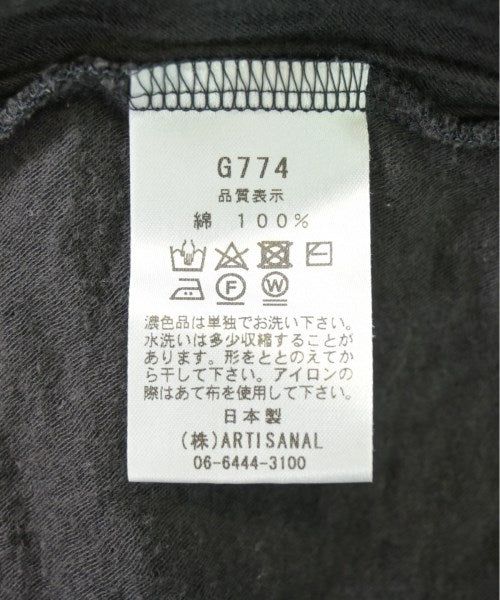 G774
品質表示
綿 100%
F W
濃色品は単独でお洗い下さい。
水洗いは多少収縮することが
あります。形をととのえてか
ら干して下さい。アイロンの
際はあて布を使用して下さい。
日本製
(株)ARTISANAL
06-6444-3100